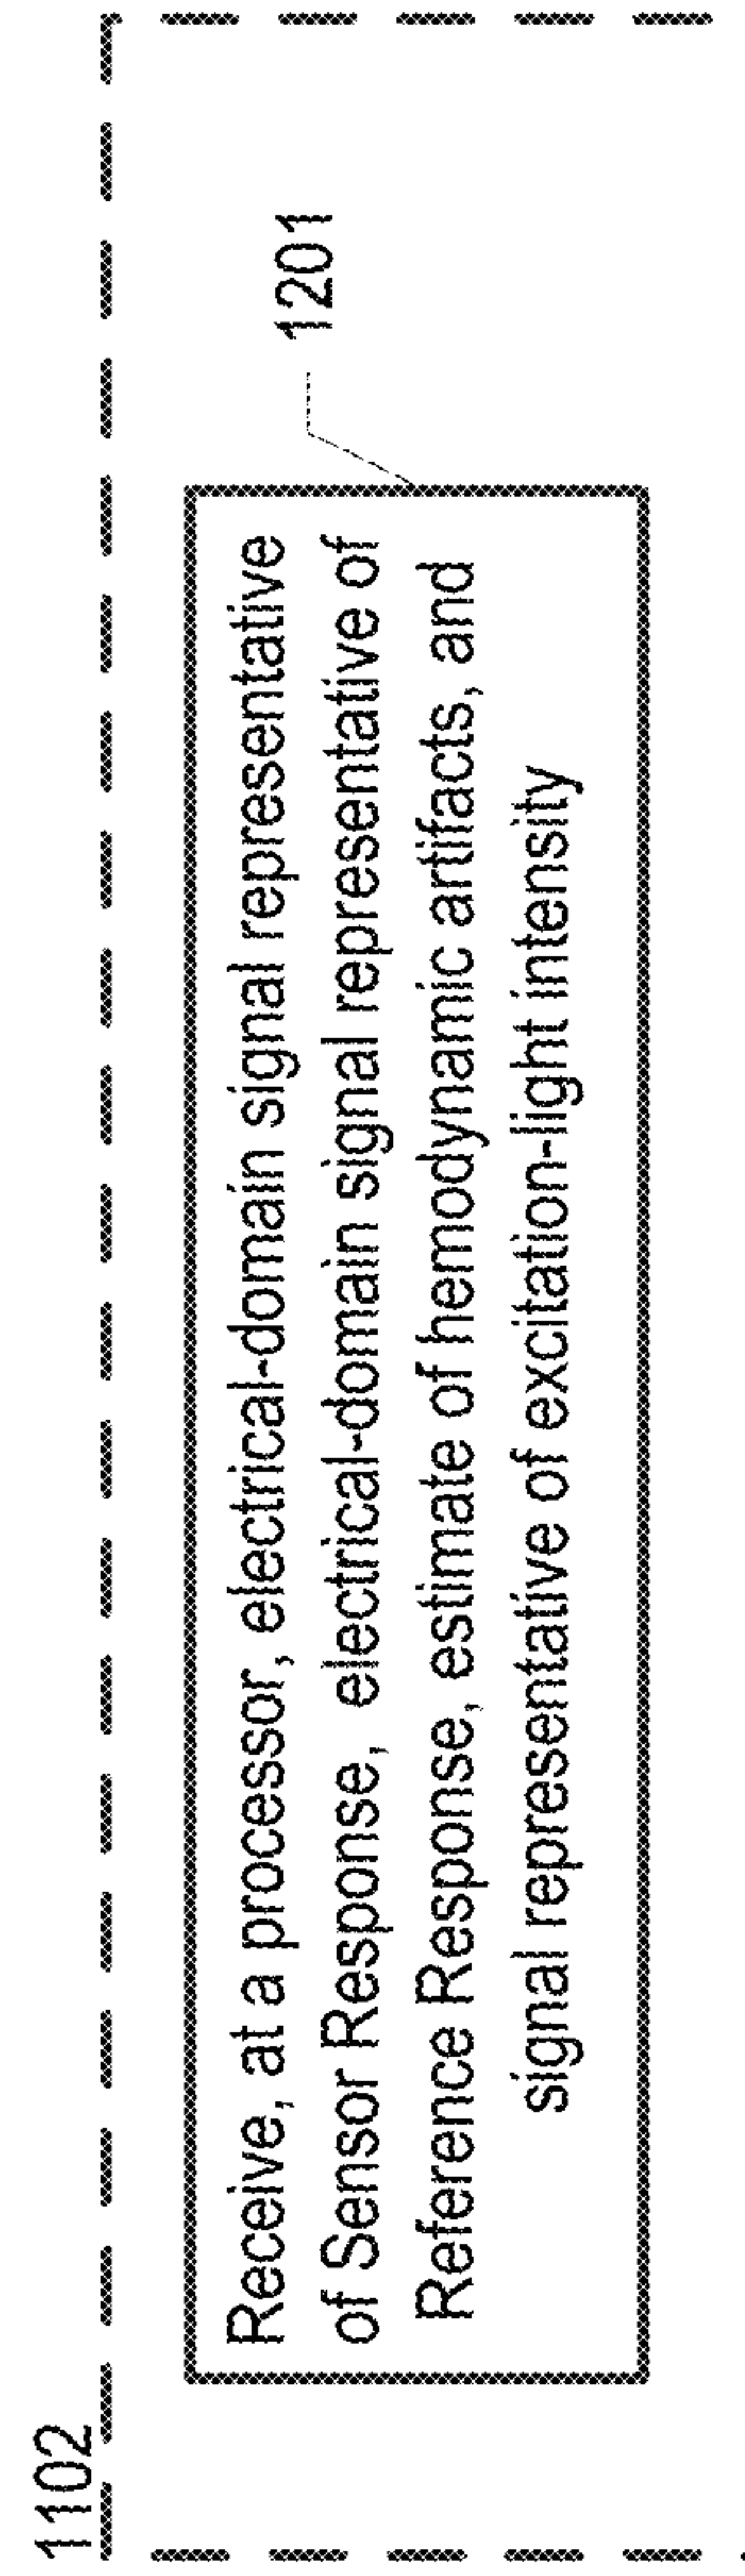 1102
1201
Receive, at a processor, electrical-domain signal representative
of Sensor Response, electrical-domain signal representative of
Reference Response, estimate of hemodynamic artifacts, and
signal representative of excitation-light intensity